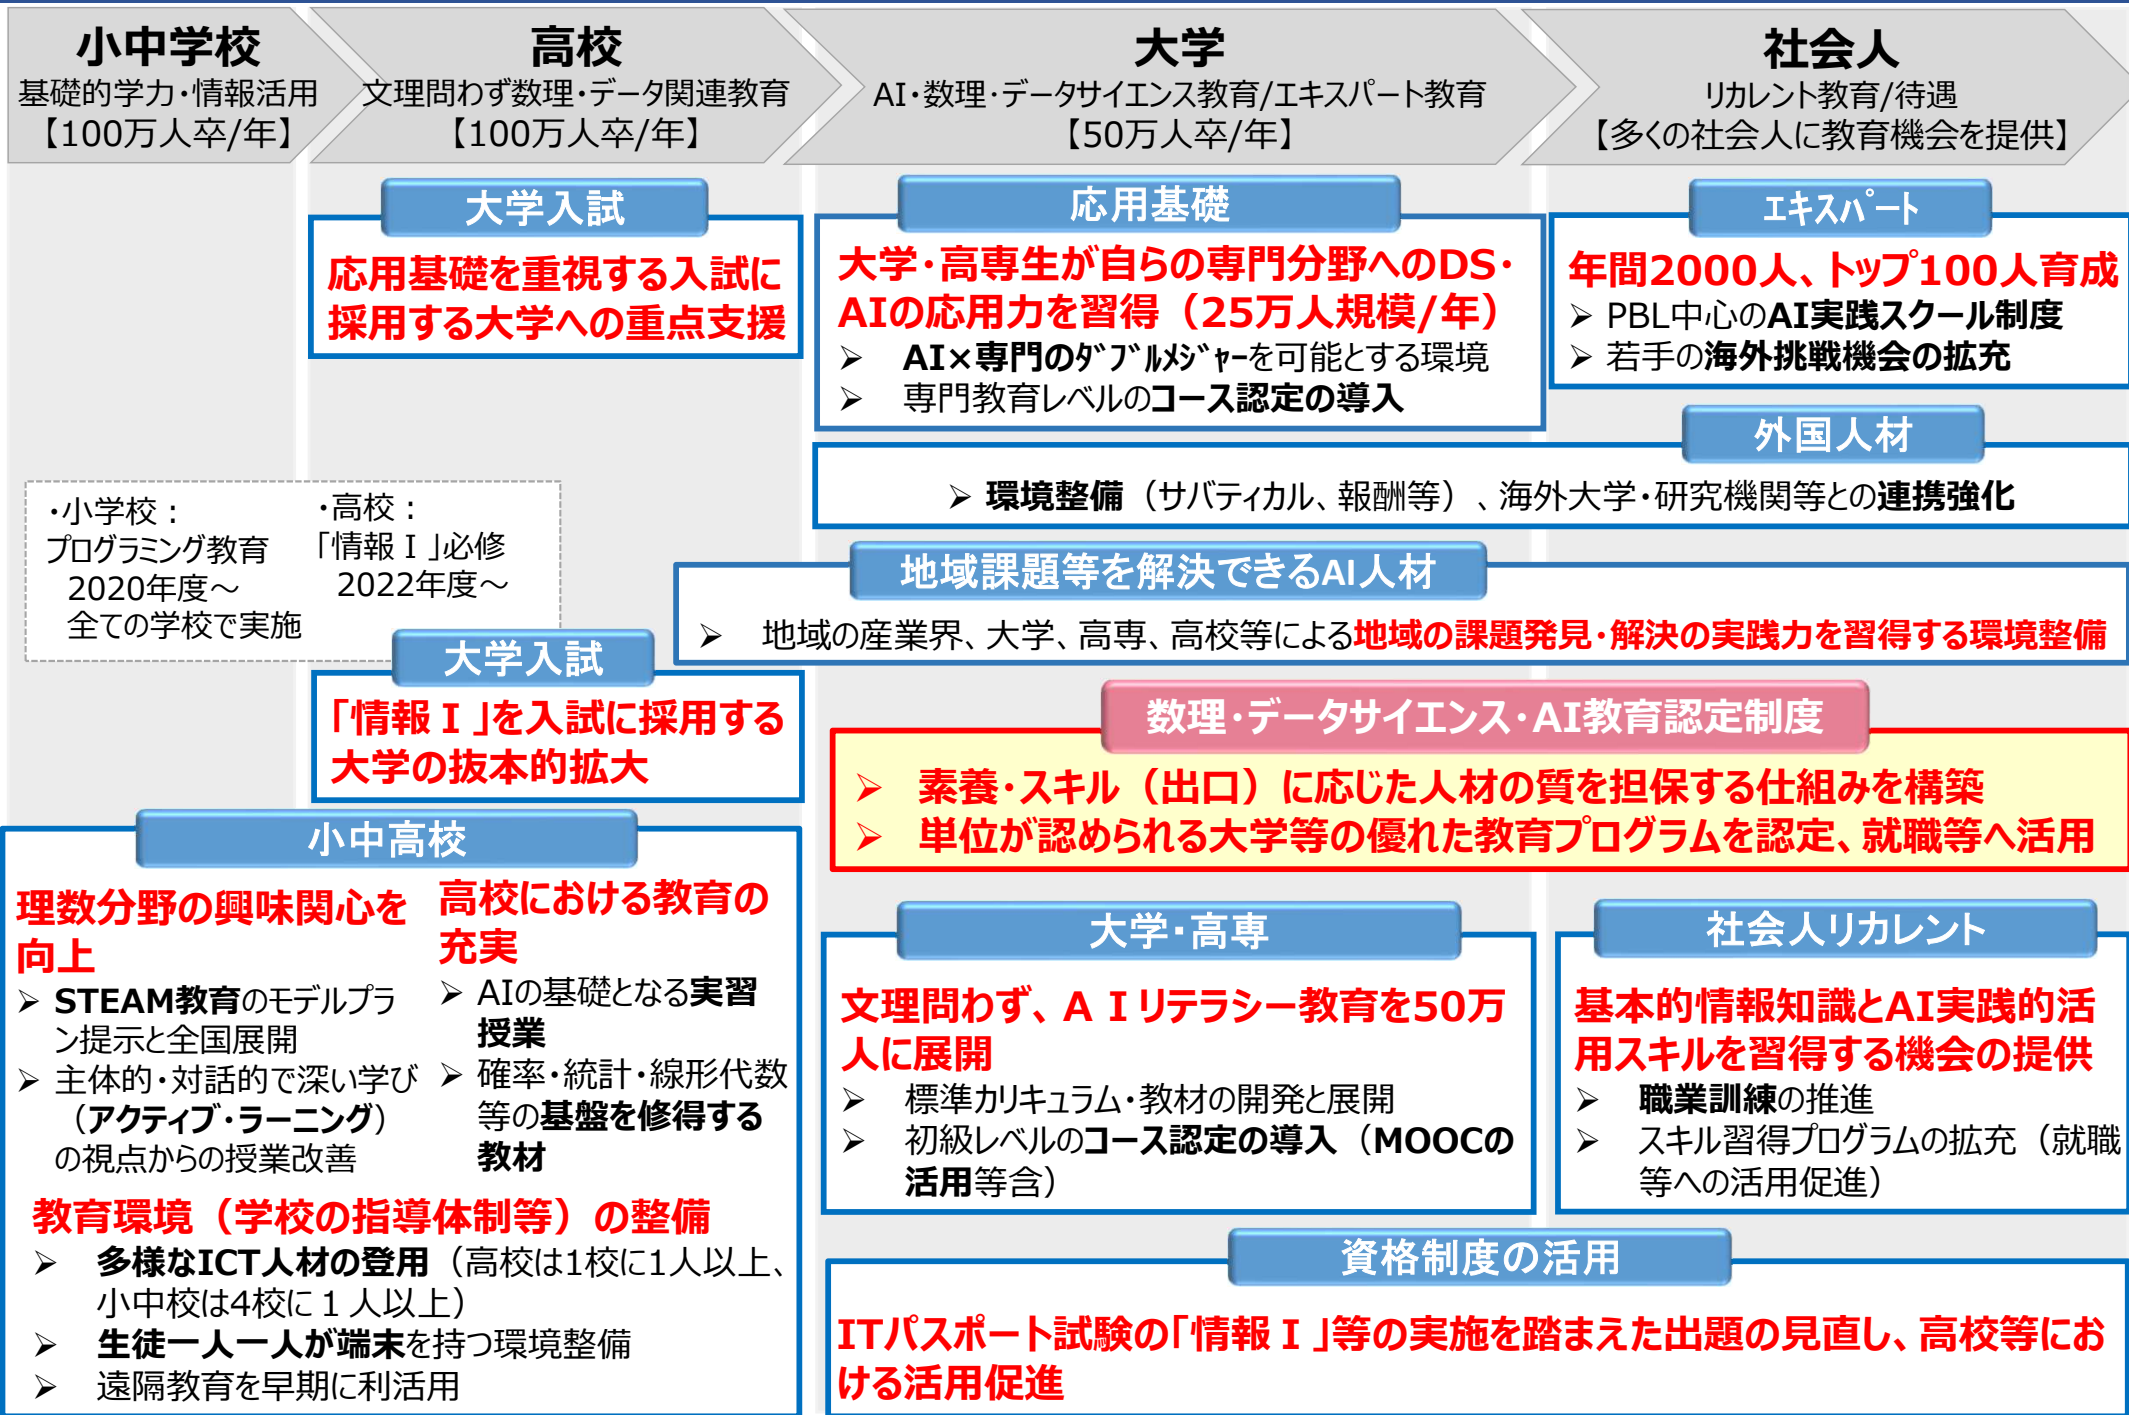 小中学校
基礎的学力・情報活用
【100万人卒/年】
高校
文理問わず数理・データ関連教育
【100万人卒/年】
大学
AI・数理・データサイエンス教育/エキスパート教育
【50万人卒/年】
社会人
リカレント教育/待遇
【多くの社会人に教育機会を提供】
大学入試
応用基礎を重視する入試に
採用する大学への重点支援
応用基礎
大学・高専生が自らの専門分野へのDS・
AIの応用力を習得（25万人規模/年）
➢ AI×専門のﾀﾞﾌﾞﾙﾒｼﾞｬｰを可能とする環境
➢ 専門教育レベルのコース認定の導入
ｴｷｽﾊﾟｰﾄ
年間2000人、トップ100人育成
➢ PBL中心のAI実践スクール制度
➢ 若手の海外挑戦機会の拡充
外国人材
➢ 環境整備（サバティカル、報酬等）、海外大学・研究機関等との連携強化
・小学校：
プログラミング教育
2020年度～
全ての学校で実施
・高校：
「情報Ⅰ」必修
2022年度～
地域課題等を解決できるAI人材
➢ 地域の産業界、大学、高専、高校等による地域の課題発見・解決の実践力を習得する環境整備
大学入試
「情報Ⅰ」を入試に採用する
大学の抜本的拡大
数理・データサイエンス・AI教育認定制度
➢ 素養・スキル（出口）に応じた人材の質を担保する仕組みを構築
➢ 単位が認められる大学等の優れた教育プログラムを認定、就職等へ活用
小中高校
理数分野の興味関心を
向上
➢ STEAM教育のモデルプラ
ン提示と全国展開
➢ 主体的・対話的で深い学び
（アクティブ・ラーニング）
の視点からの授業改善
高校における教育の
充実
➢ AIの基礎となる実習
授業
➢ 確率・統計・線形代数
等の基盤を修得する
教材
教育環境（学校の指導体制等）の整備
➢ 多様なICT人材の登用（高校は1校に1人以上、
小中校は4校に１人以上）
➢ 生徒一人一人が端末を持つ環境整備
➢ 遠隔教育を早期に利活用
大学・高専
文理問わず、ＡＩリテラシー教育を50万
人に展開
➢ 標準カリキュラム・教材の開発と展開
➢ 初級レベルのコース認定の導入（MOOCの
活用等含）
社会人リカレント
基本的情報知識とAI実践的活
用スキルを習得する機会の提供
➢ 職業訓練の推進
➢ スキル習得プログラムの拡充（就職
等への活用促進）
資格制度の活用
ITパスポート試験の「情報Ⅰ」等の実施を踏まえた出題の見直し、高校等にお
ける活用促進